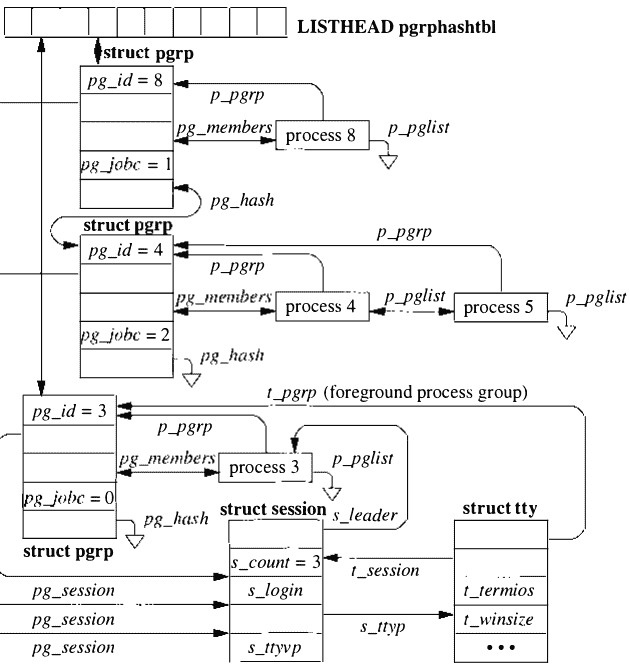 LISTHEAD pgrphashtbl
struct pgrp
pg_id = 8
p_pgrp
pg_members
process 8
p_pglist
pg_jobc = 1
pg_hash
struct pgrp
pg_id = 4
p_pgrp
p_pgrp
pg_members
process 4
p_pglist
process 5
p_pglist
pg_jobc = 2
pg_hash
t_pgrp (foreground process group)
pg_id = 3
p_pgrp
pg_members
process 3
p_pglist
pg_jobc = 0
pg_hash
struct pgrp
struct session
s_leader
struct tty
s_count = 3
t_session
pg_session
s_login
t_termios
pg_session
s_ttyp
t_winsize
pg_session
s_ttyvp
•••